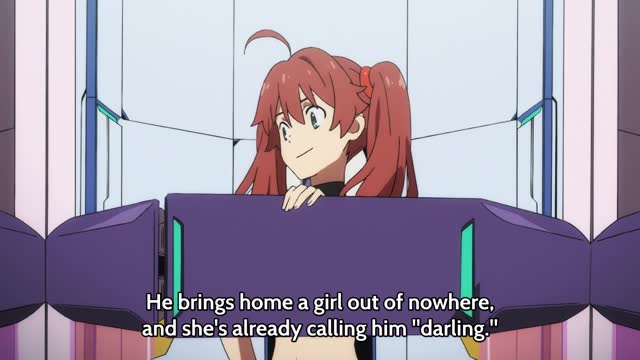 He brings home a girl out of nowhere,
and she's already calling him "darling."